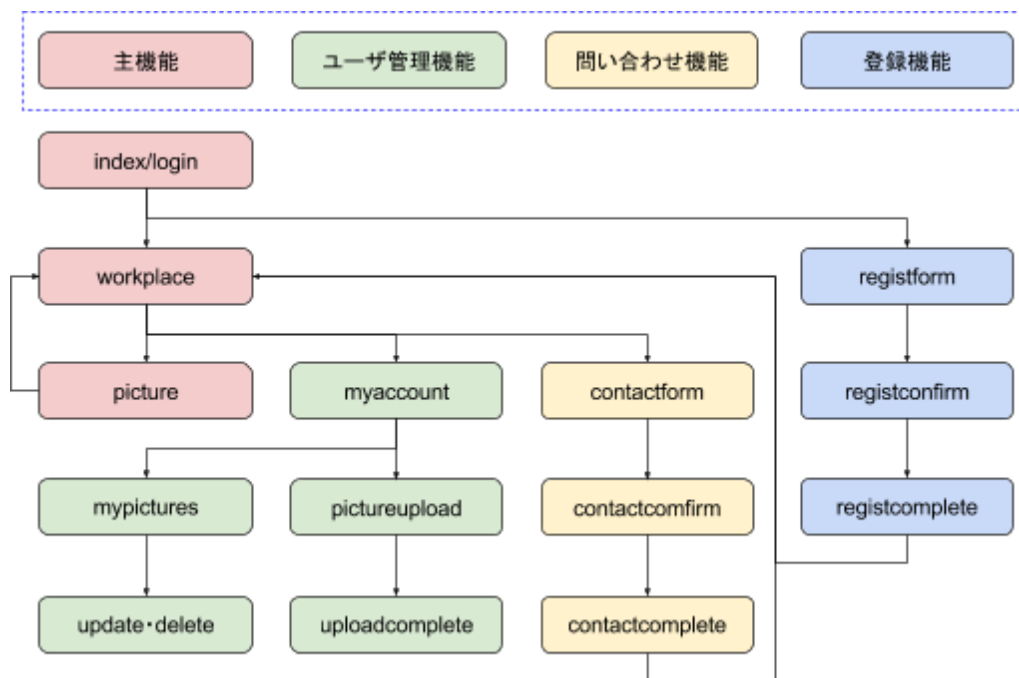 主機能
ユーザ管理機能
問い合わせ機能
登録機能
index/login
workplace
registform
picture
myaccount
contactform
registconfirm
mypictures
pictureupload
contactcomfirm
registcomplete
update・delete
uploadcomplete
contactcomplete